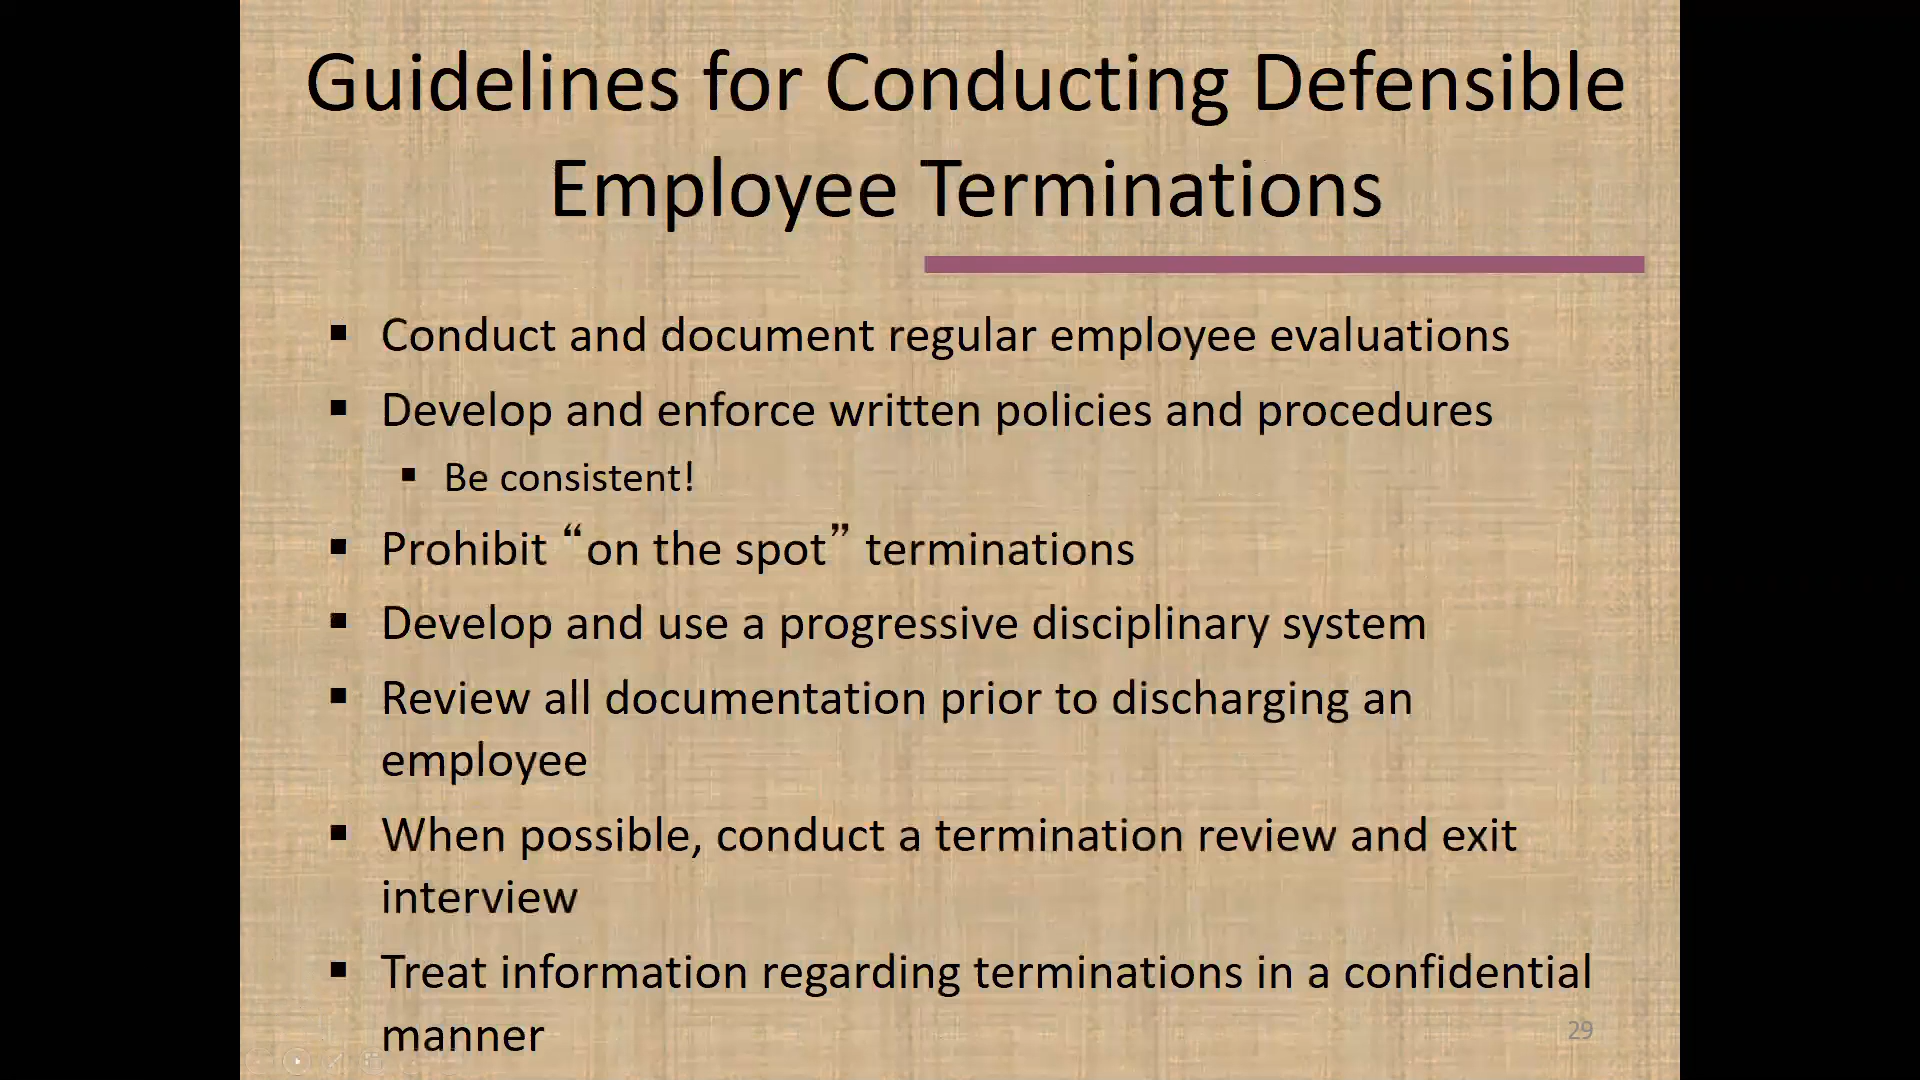 Guidelines for Conducting Defensible
Employee Terminations
▪ Conduct and document regular employee evaluations
▪ Develop and enforce written policies and procedures
▪ Be consistent!
▪ Prohibit “on the spot” terminations
▪ Develop and use a progressive disciplinary system
▪ Review all documentation prior to discharging an
employee
▪ When possible, conduct a termination review and exit
interview
▪ Treat information regarding terminations in a confidential
manner
29